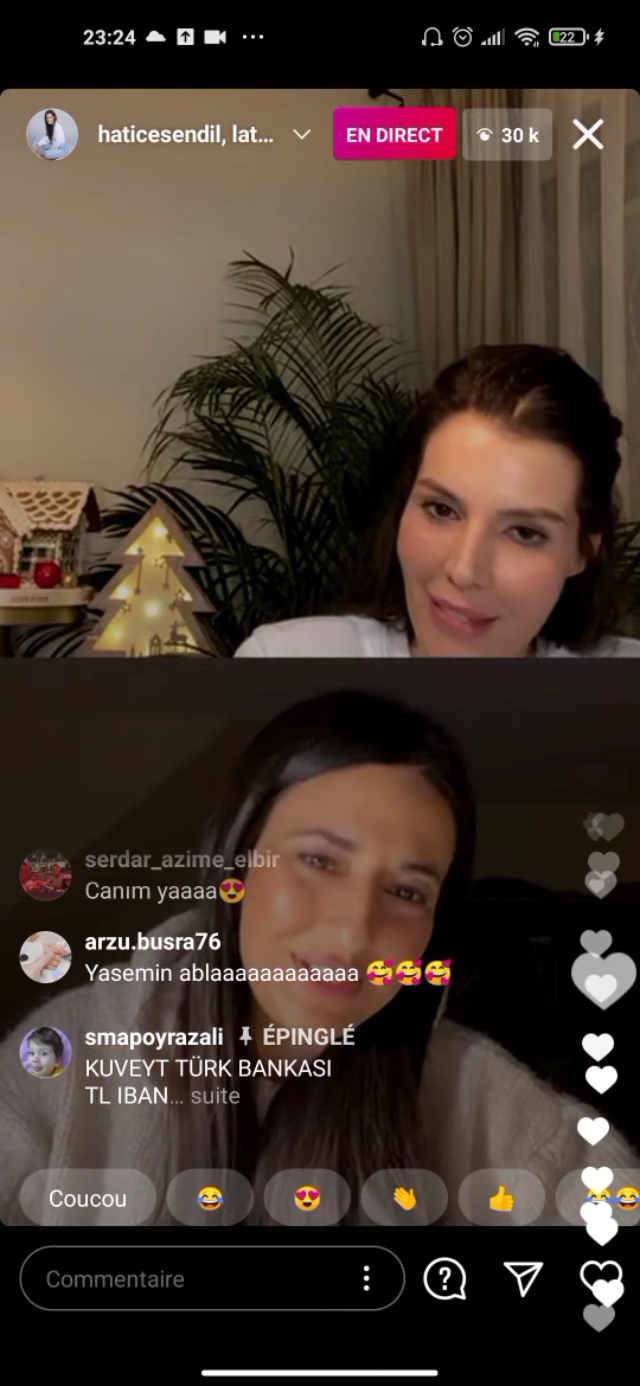 23:24
22
haticesendil, lat...
EN DIRECT
30 k
serdar_azime_elbir
Canım yaaaa😍
arzu.busra76
Yasemin ablaaaaaaaaaaaa 🥰🥰🥰
smapoyrazali ÉPINGLÉ
KUVEYT TÜRK BANKASI
TL IBAN... suite
Coucou
Commentaire